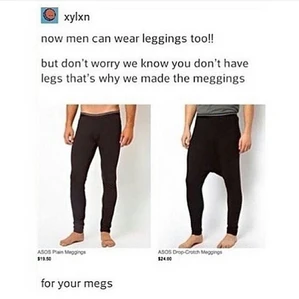 xylxn
now men can wear leggings too!!
but don't worry we know you don't have
legs that's why we made the meggings
ASOS Plain Meggings
$19.50
ASOS Drop-Crotch Meggings
$24.00
for your megs